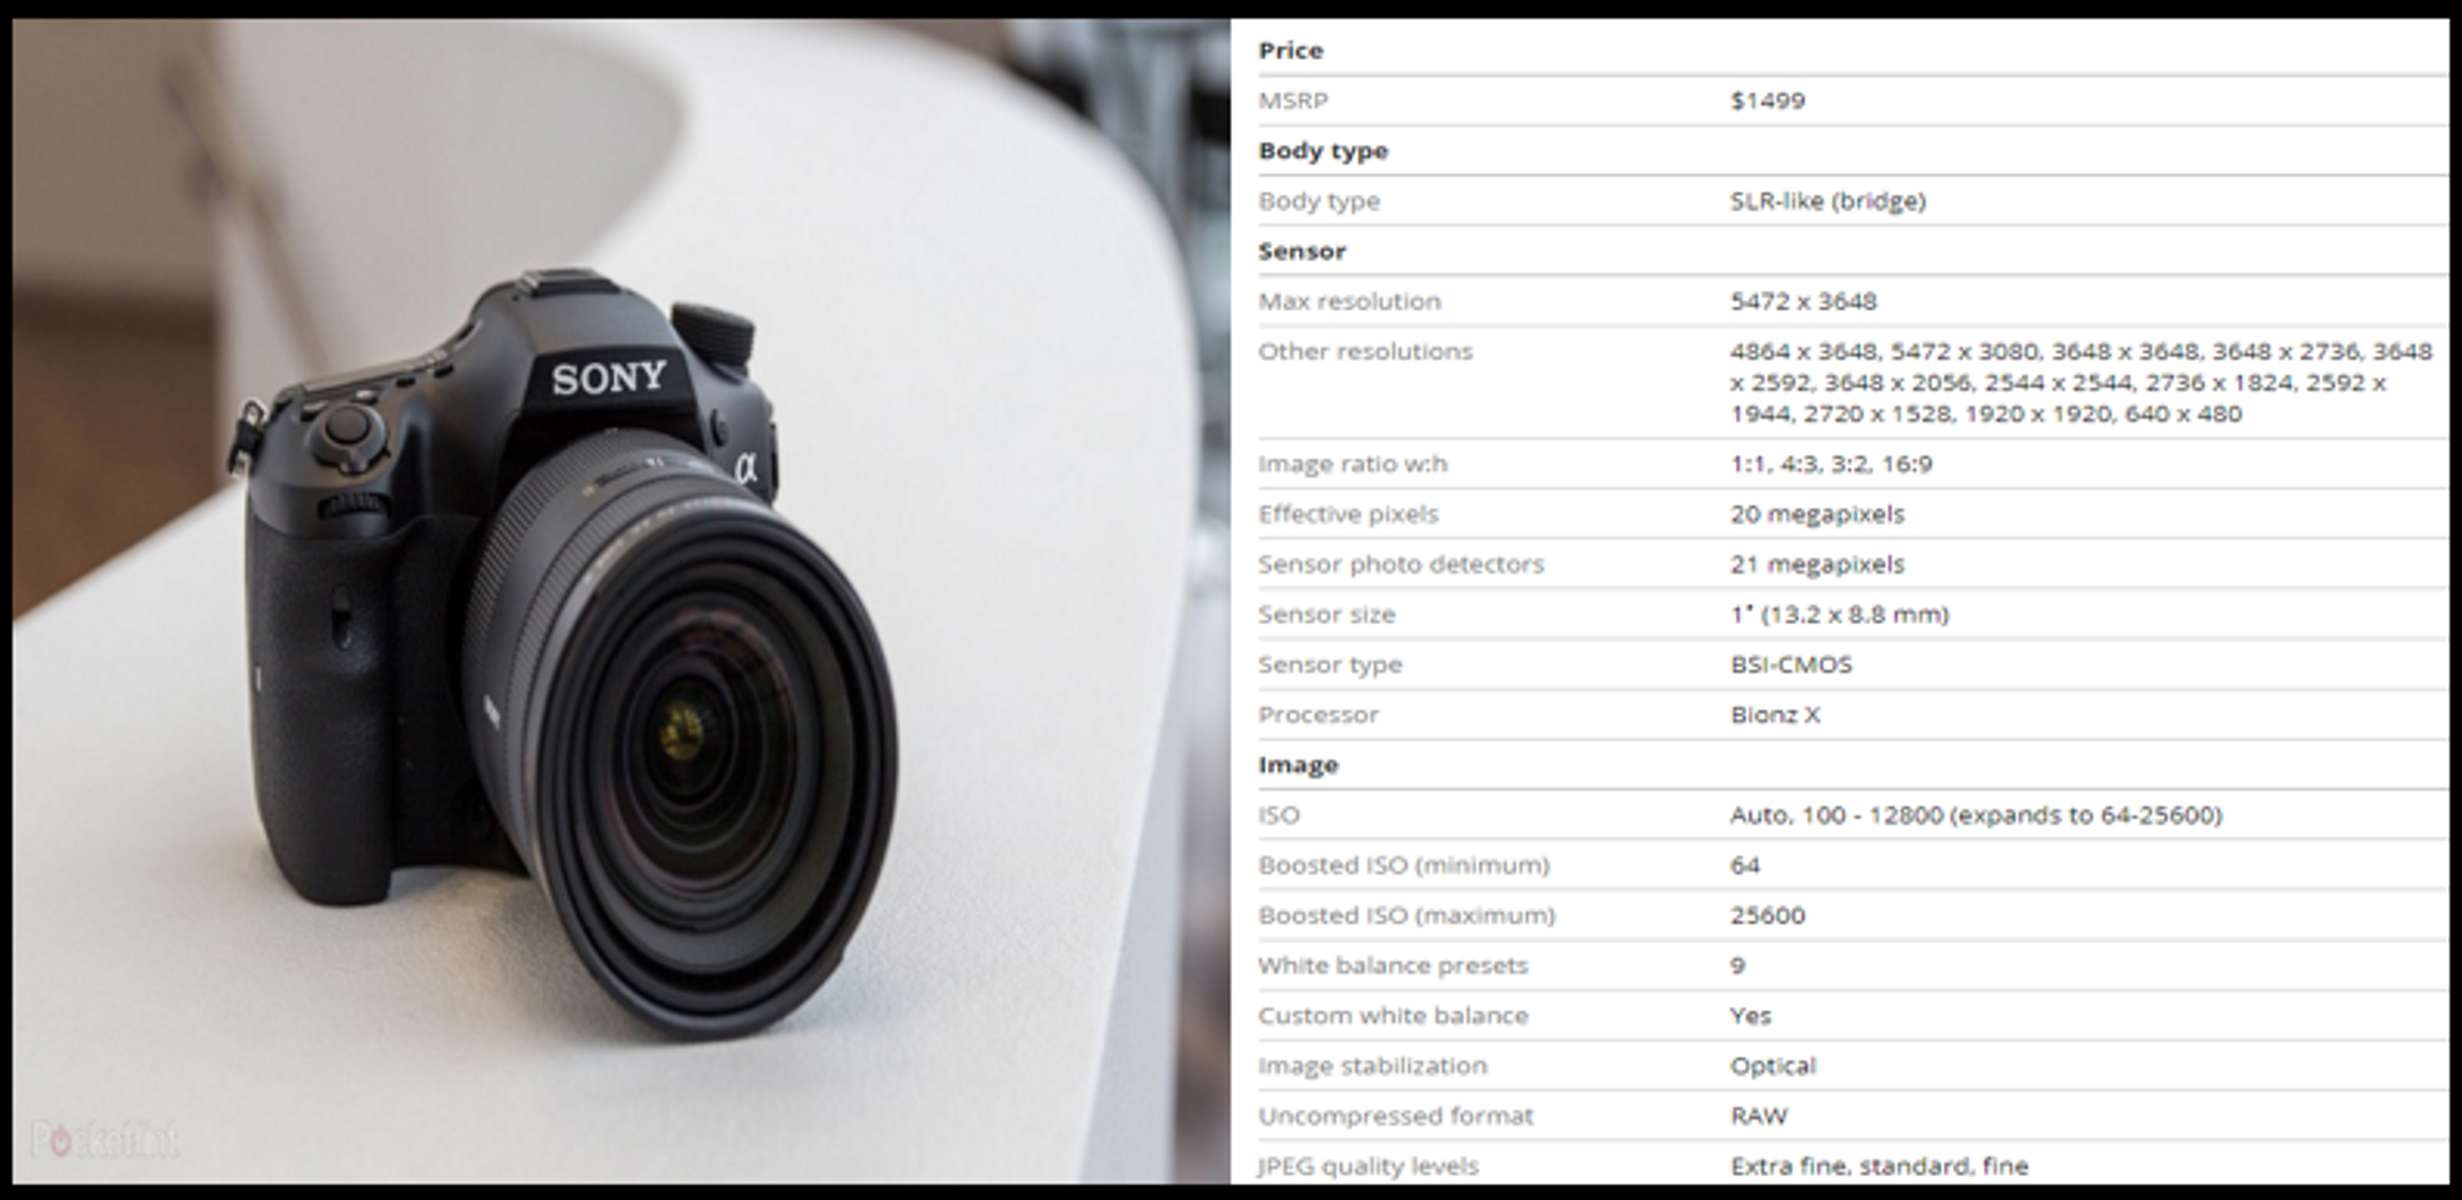 SONY
α
Pocket-lint
Price
MSRP $1499
Body type
Body type SLR-like (bridge)
Sensor
Max resolution 5472 x 3648
Other resolutions 4864 x 3648, 5472 x 3080, 3648 x 3648, 3648 x 2736, 3648
x 2592, 3648 x 2056, 2544 x 2544, 2736 x 1824, 2592 x
1944, 2720 x 1528, 1920 x 1920, 640 x 480
Image ratio w:h 1:1, 4:3, 3:2, 16:9
Effective pixels 20 megapixels
Sensor photo detectors 21 megapixels
Sensor size 1" (13.2 x 8.8 mm)
Sensor type BSI-CMOS
Processor Bionz X
Image
ISO Auto, 100 - 12800 (expands to 64-25600)
Boosted ISO (minimum) 64
Boosted ISO (maximum) 25600
White balance presets 9
Custom white balance Yes
Image stabilization Optical
Uncompressed format RAW
JPEG quality levels Extra fine, standard, fine